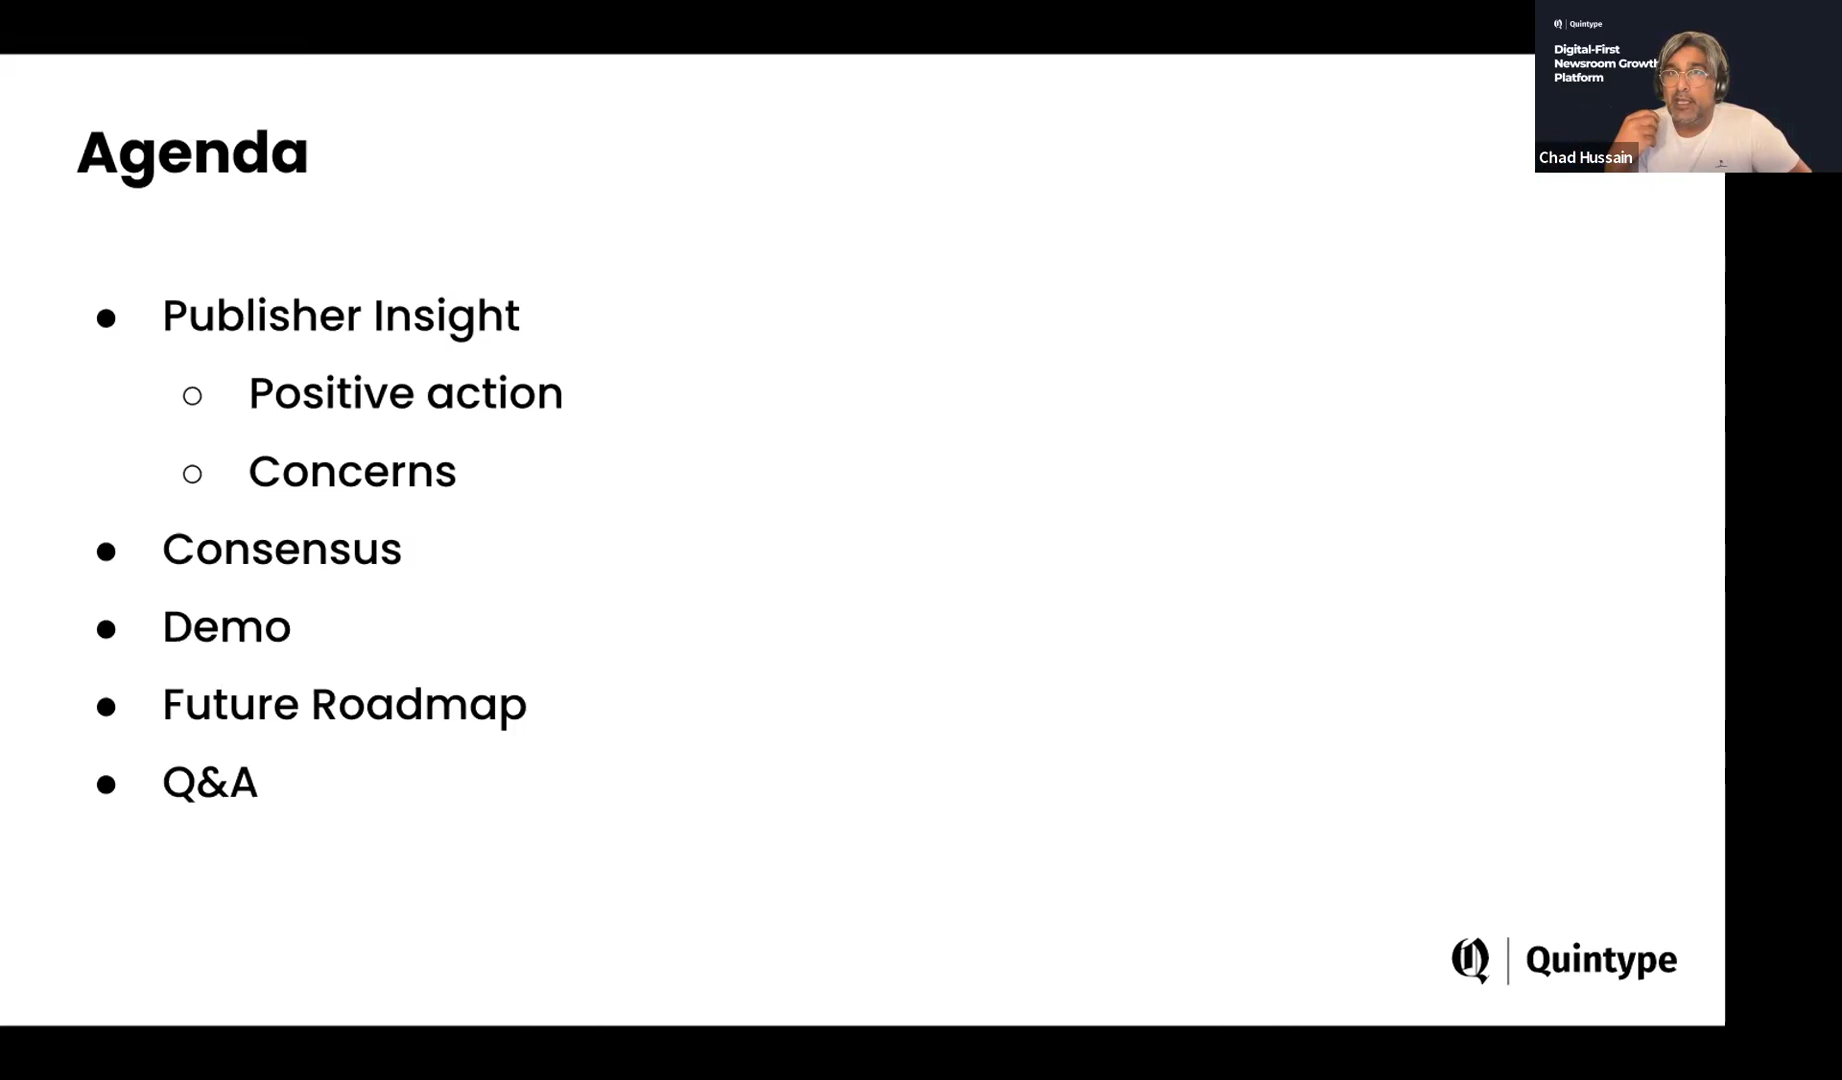 Quintype
Digital-First
Newsroom Growth
Platform
Chad Hussain
Agenda
● Publisher Insight
○ Positive action
○ Concerns
● Consensus
● Demo
● Future Roadmap
● Q&A
Quintype